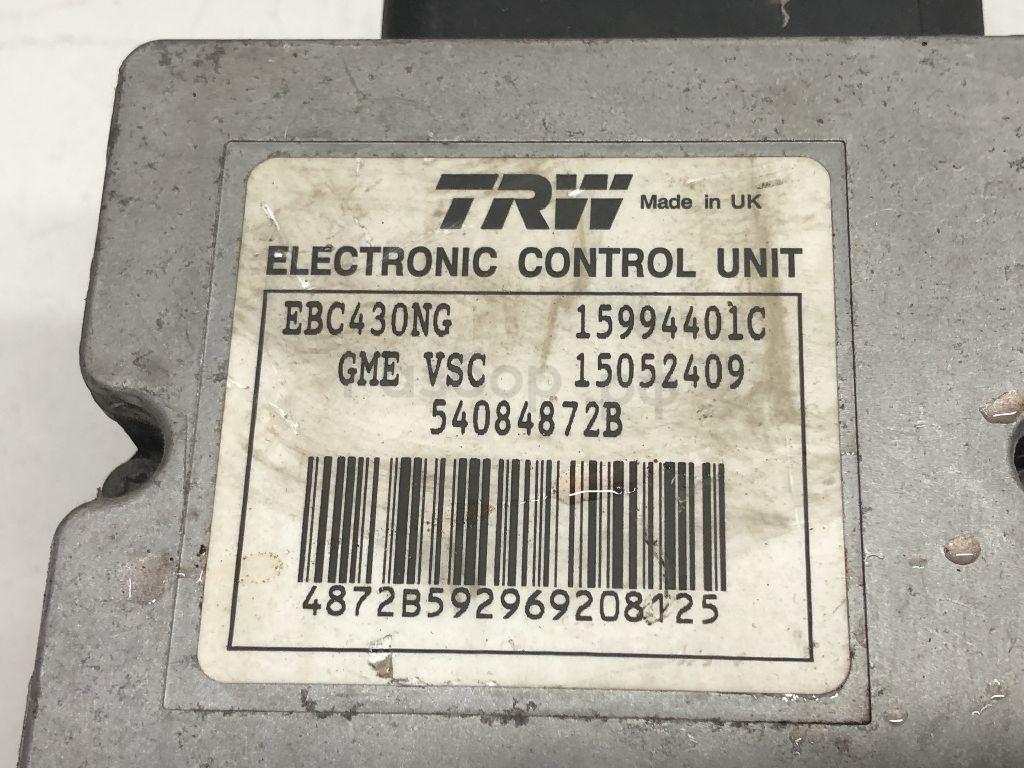 TRW Made in UK
ELECTRONIC CONTROL UNIT
EBC430NG 15994401C
GME VSC 15052409
54084872B
4872B592969208125